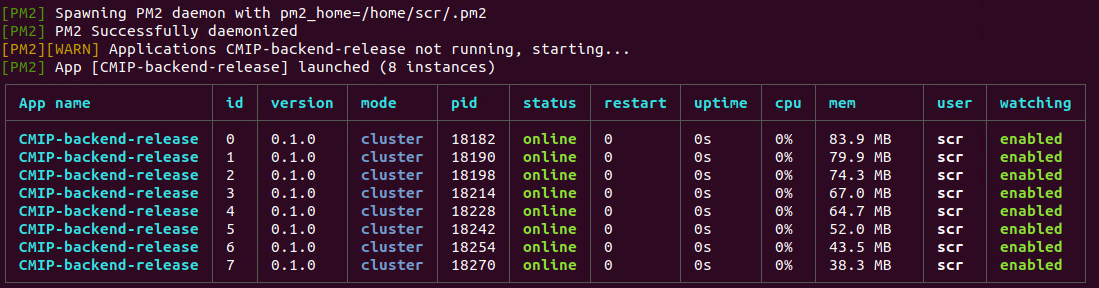 [PM2] Spawning PM2 daemon with pm2_home=/home/scr/.pm2
[PM2] PM2 Successfully daemonized
[PM2][WARN] Applications CMIP-backend-release not running, starting...
[PM2] App [CMIP-backend-release] launched (8 instances)
App name id version mode pid status restart uptime cpu mem user watching
CMIP-backend-release 0 0.1.0 cluster 18182 online 0 0s 0% 83.9 MB scr enabled
CMIP-backend-release 1 0.1.0 cluster 18190 online 0 0s 0% 79.9 MB scr enabled
CMIP-backend-release 2 0.1.0 cluster 18198 online 0 0s 0% 74.3 MB scr enabled
CMIP-backend-release 3 0.1.0 cluster 18214 online 0 0s 0% 67.0 MB scr enabled
CMIP-backend-release 4 0.1.0 cluster 18228 online 0 0s 0% 64.7 MB scr enabled
CMIP-backend-release 5 0.1.0 cluster 18242 online 0 0s 0% 52.0 MB scr enabled
CMIP-backend-release 6 0.1.0 cluster 18254 online 0 0s 0% 43.5 MB scr enabled
CMIP-backend-release 7 0.1.0 cluster 18270 online 0 0s 0% 38.3 MB scr enabled